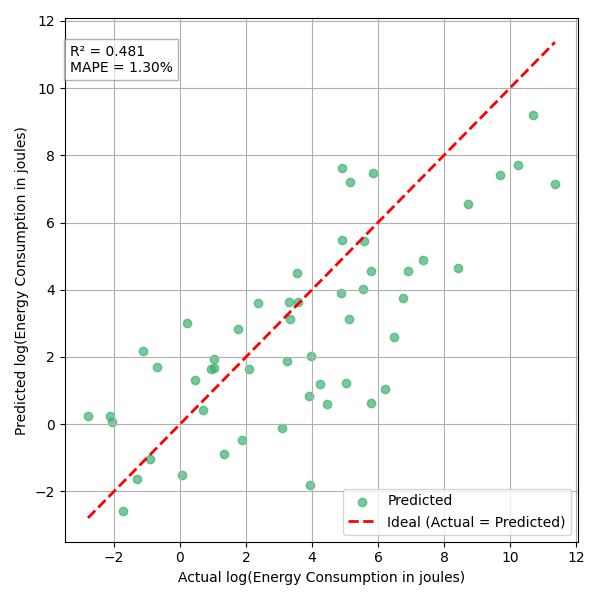 R² = 0.481
MAPE = 1.30%
12
10
8
6
4
2
0
−2
Predicted log(Energy Consumption in joules)
Predicted
Ideal (Actual = Predicted)
−2 0 2 4 6 8 10 12
Actual log(Energy Consumption in joules)